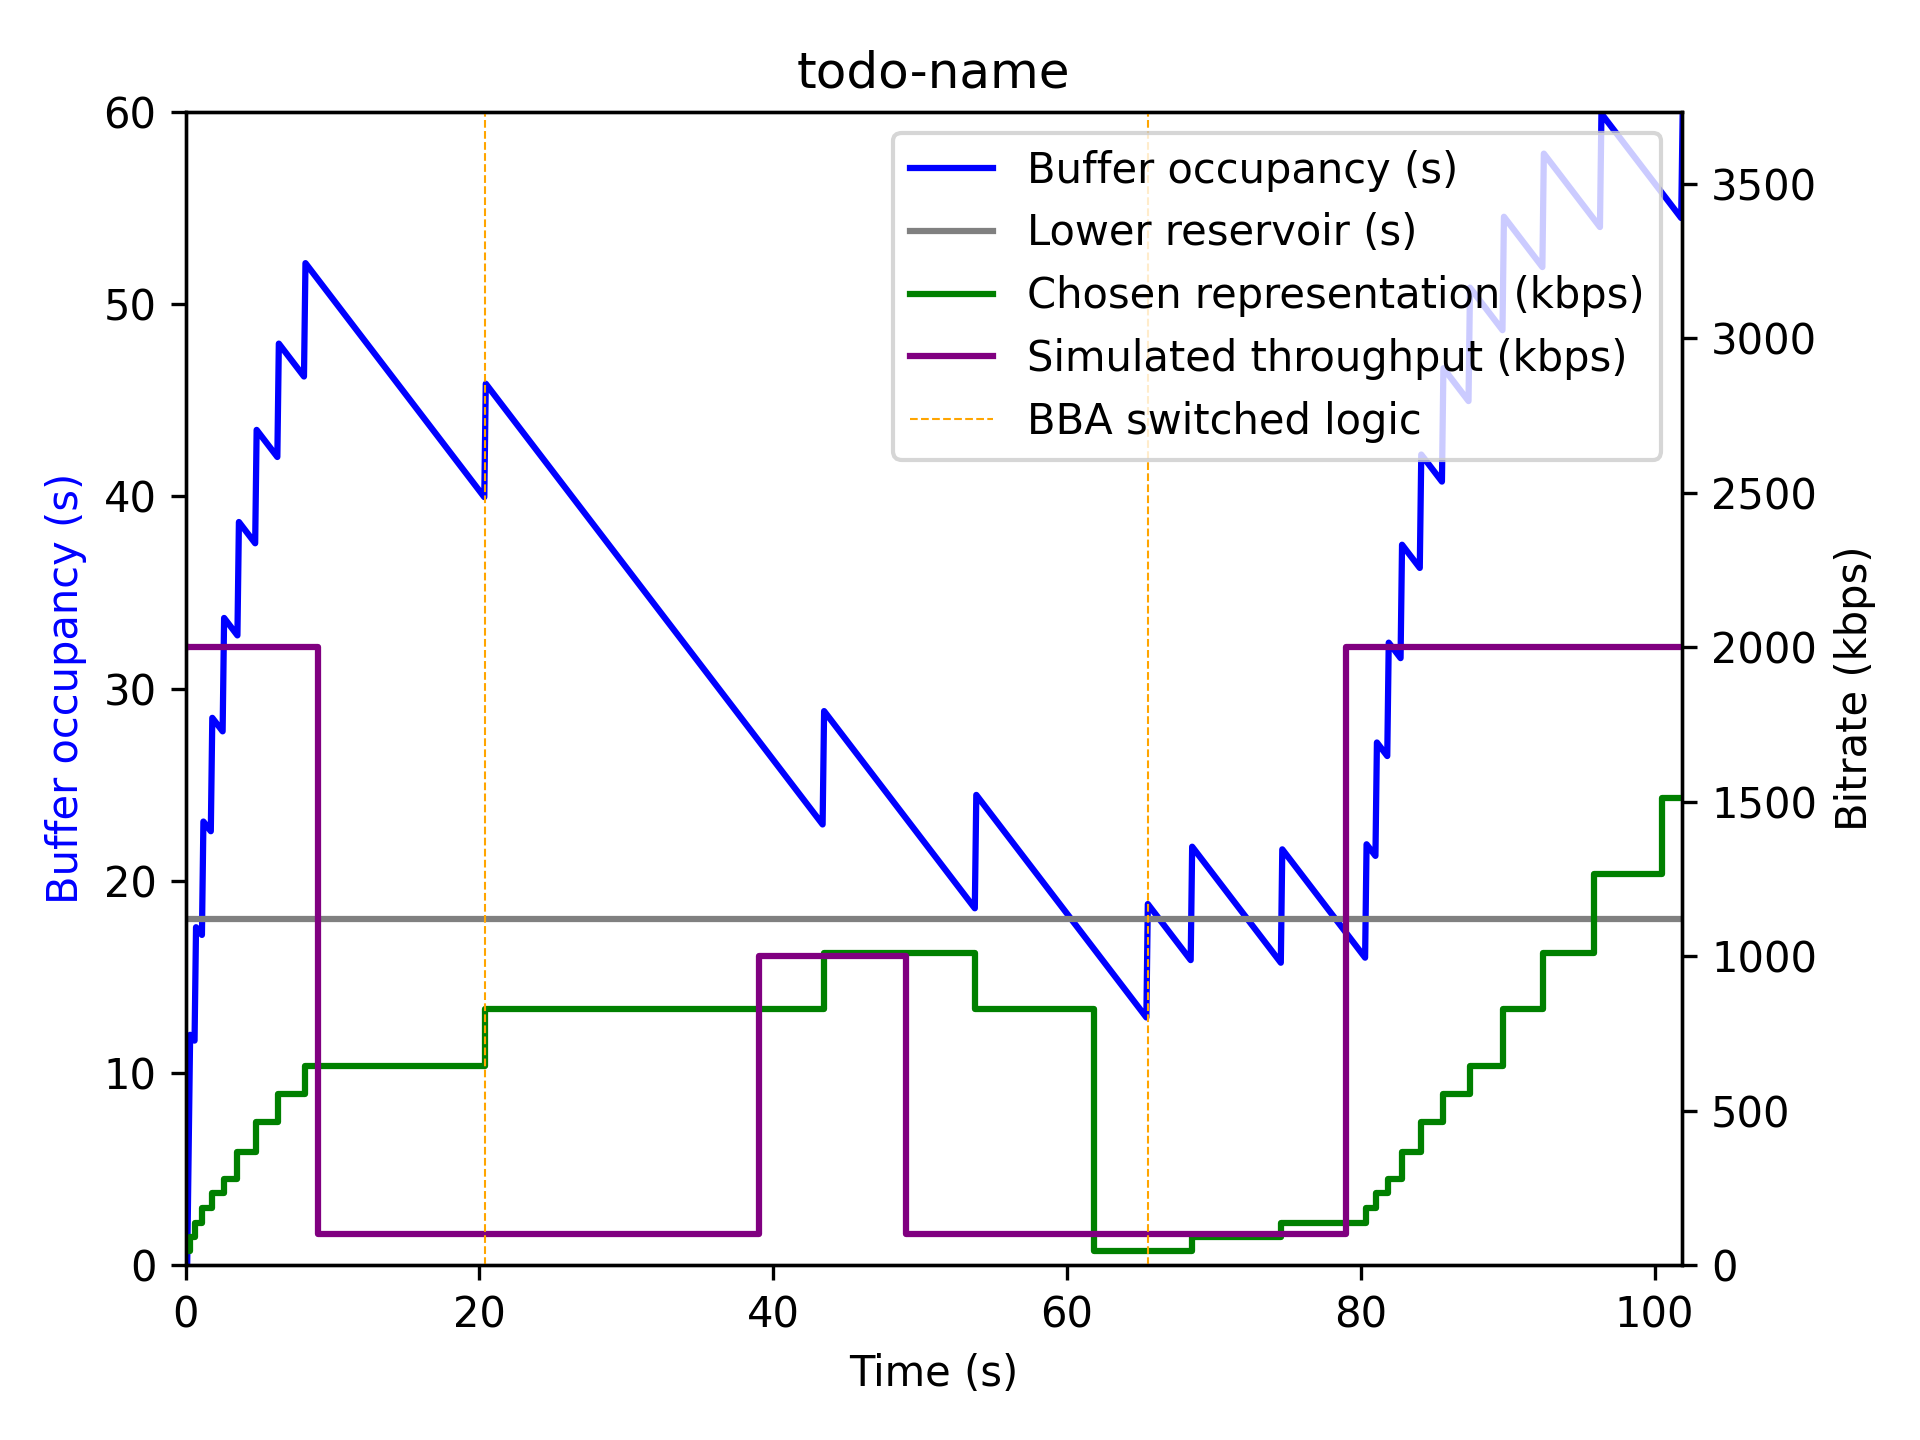 todo-name
Buffer occupancy (s)
60
50
40
30
20
10
0
Buffer occupancy (s)
Lower reservoir (s)
Chosen representation (kbps)
Simulated throughput (kbps)
BBA switched logic
3500
3000
2500
2000
1500
1000
500
0
Bitrate (kbps)
0 20 40 60 80 100
Time (s)